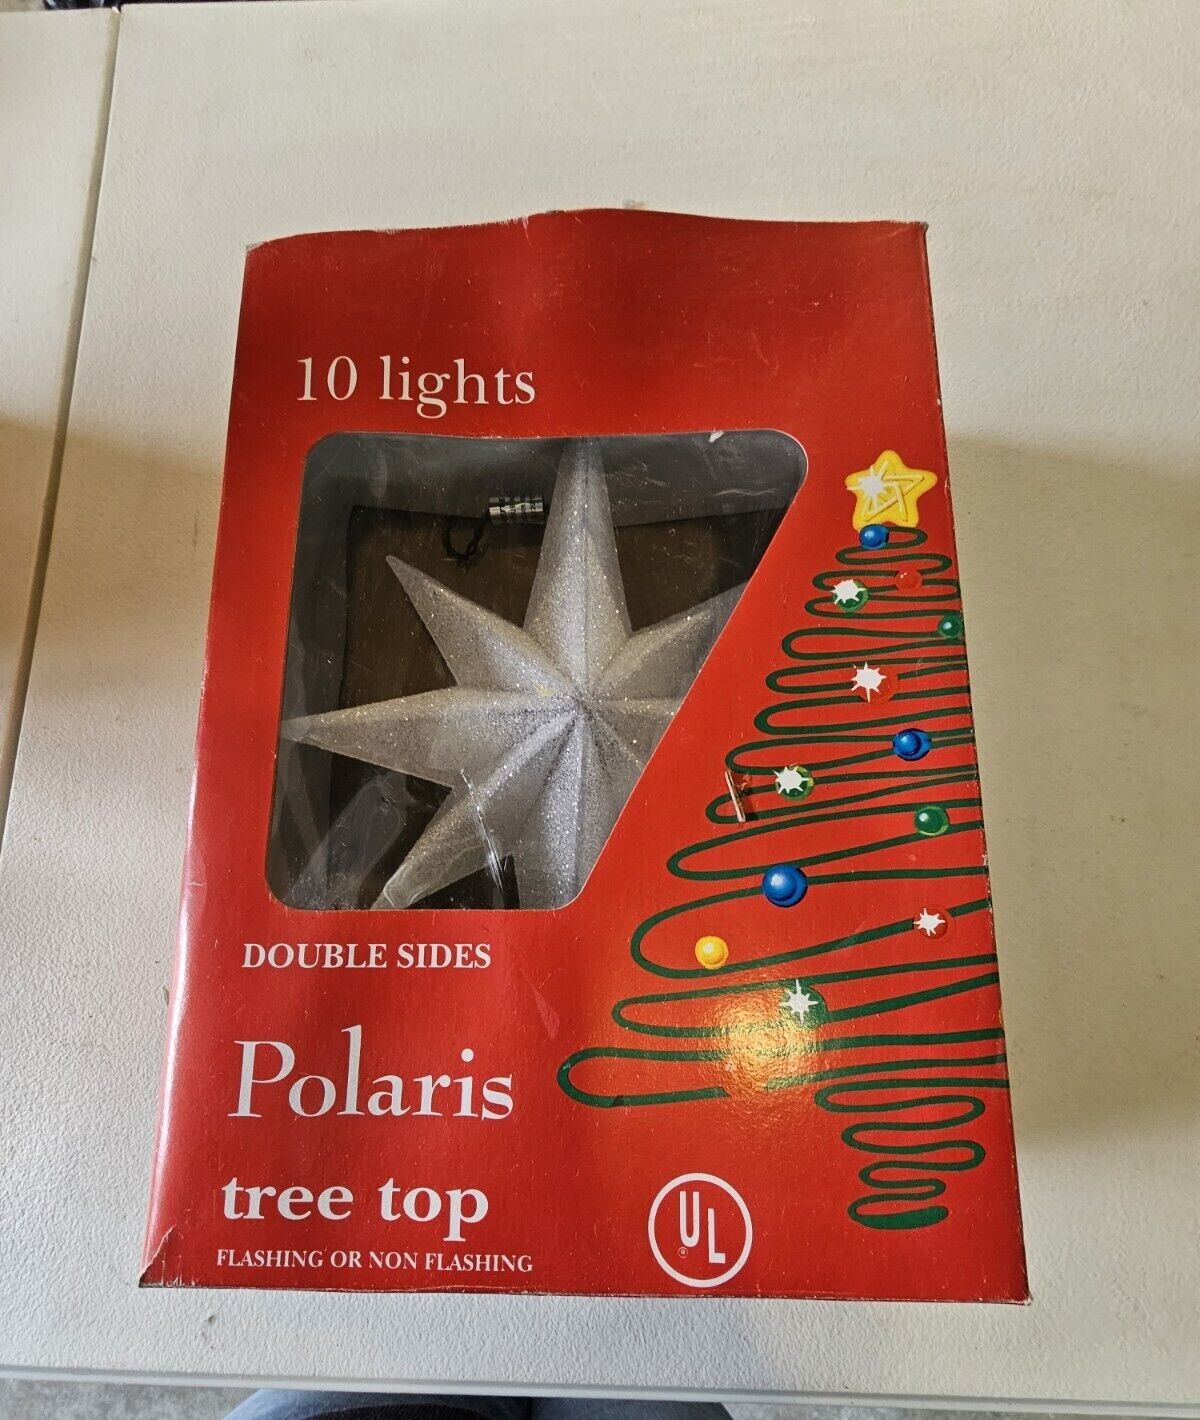 10 lights
DOUBLE SIDES
Polaris
tree top
FLASHING OR NON FLASHING
UL
®